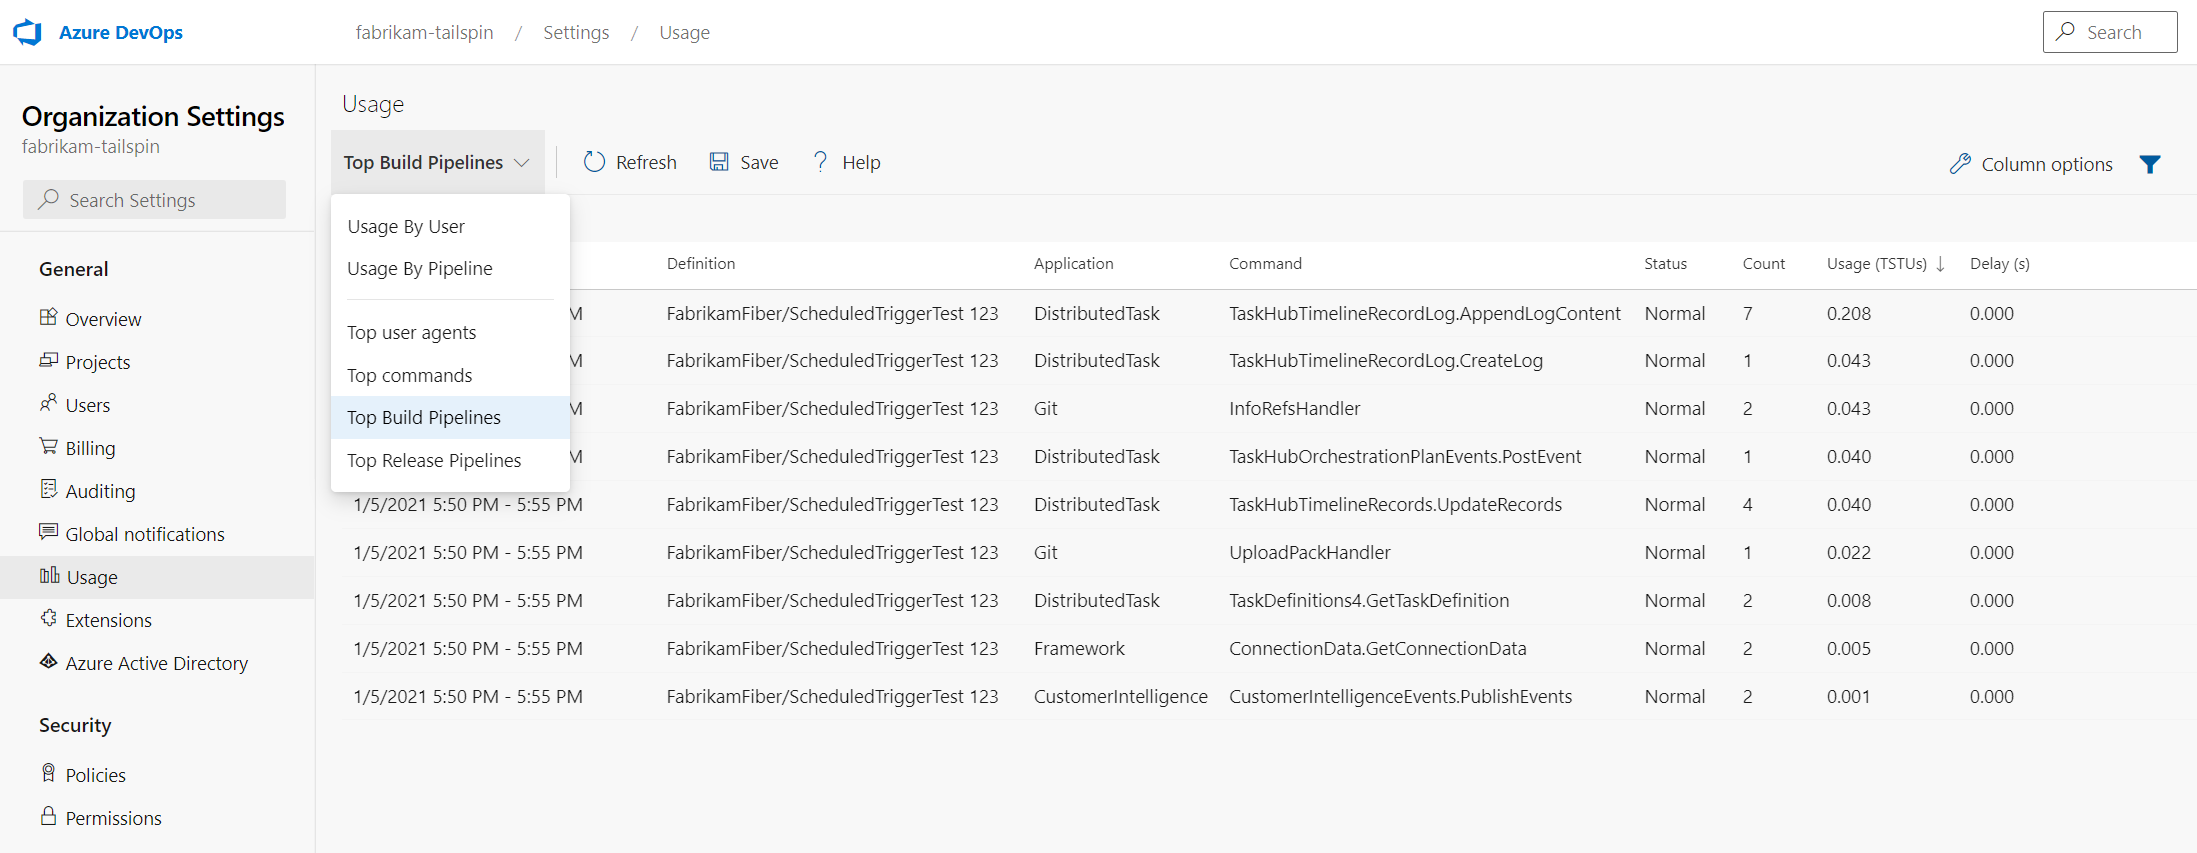 Azure DevOps
fabrikam-tailspin / Settings / Usage
Search
Organization Settings
fabrikam-tailspin
Search Settings
General
Overview
Projects
Users
Billing
Auditing
Global notifications
Usage
Extensions
Azure Active Directory
Security
Policies
Permissions
Usage
Top Build Pipelines
Refresh
Save
? Help
Column options
Usage By User
Usage By Pipeline
Top user agents
Top commands
Top Build Pipelines
Top Release Pipelines
Definition Application Command Status Count Usage (TSTUs) ↓ Delay (s)
M FabrikamFiber/ScheduledTriggerTest 123 DistributedTask TaskHubTimelineRecordLog.AppendLogContent Normal 7 0.208 0.000
M FabrikamFiber/ScheduledTriggerTest 123 DistributedTask TaskHubTimelineRecordLog.CreateLog Normal 1 0.043 0.000
M FabrikamFiber/ScheduledTriggerTest 123 Git InfoRefsHandler Normal 2 0.043 0.000
M FabrikamFiber/ScheduledTriggerTest 123 DistributedTask TaskHubOrchestrationPlanEvents.PostEvent Normal 1 0.040 0.000
1/5/2021 5:50 PM - 5:55 PM FabrikamFiber/ScheduledTriggerTest 123 DistributedTask TaskHubTimelineRecords.UpdateRecords Normal 4 0.040 0.000
1/5/2021 5:50 PM - 5:55 PM FabrikamFiber/ScheduledTriggerTest 123 Git UploadPackHandler Normal 1 0.022 0.000
1/5/2021 5:50 PM - 5:55 PM FabrikamFiber/ScheduledTriggerTest 123 DistributedTask TaskDefinitions4.GetTaskDefinition Normal 2 0.008 0.000
1/5/2021 5:50 PM - 5:55 PM FabrikamFiber/ScheduledTriggerTest 123 Framework ConnectionData.GetConnectionData Normal 2 0.005 0.000
1/5/2021 5:50 PM - 5:55 PM FabrikamFiber/ScheduledTriggerTest 123 CustomerIntelligence CustomerIntelligenceEvents.PublishEvents Normal 2 0.001 0.000